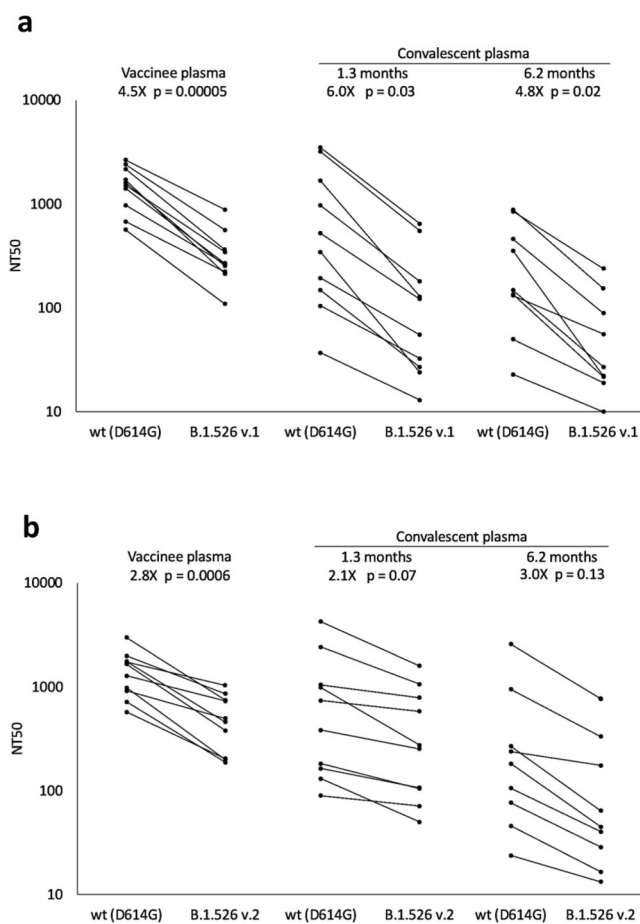 a
Convalescent plasma
Vaccinee plasma 1.3 months 6.2 months
4.5X p = 0.00005 6.0X p = 0.03 4.8X p = 0.02
10000
1000
NT50
100
10
wt (D614G) B.1.526 v.1 wt (D614G) B.1.526 v.1 wt (D614G) B.1.526 v.1
b
Convalescent plasma
Vaccinee plasma 1.3 months 6.2 months
2.8X p = 0.0006 2.1X p = 0.07 3.0X p = 0.13
10000
1000
NT50
100
10
wt (D614G) B.1.526 v.2 wt (D614G) B.1.526 v.2 wt (D614G) B.1.526 v.2